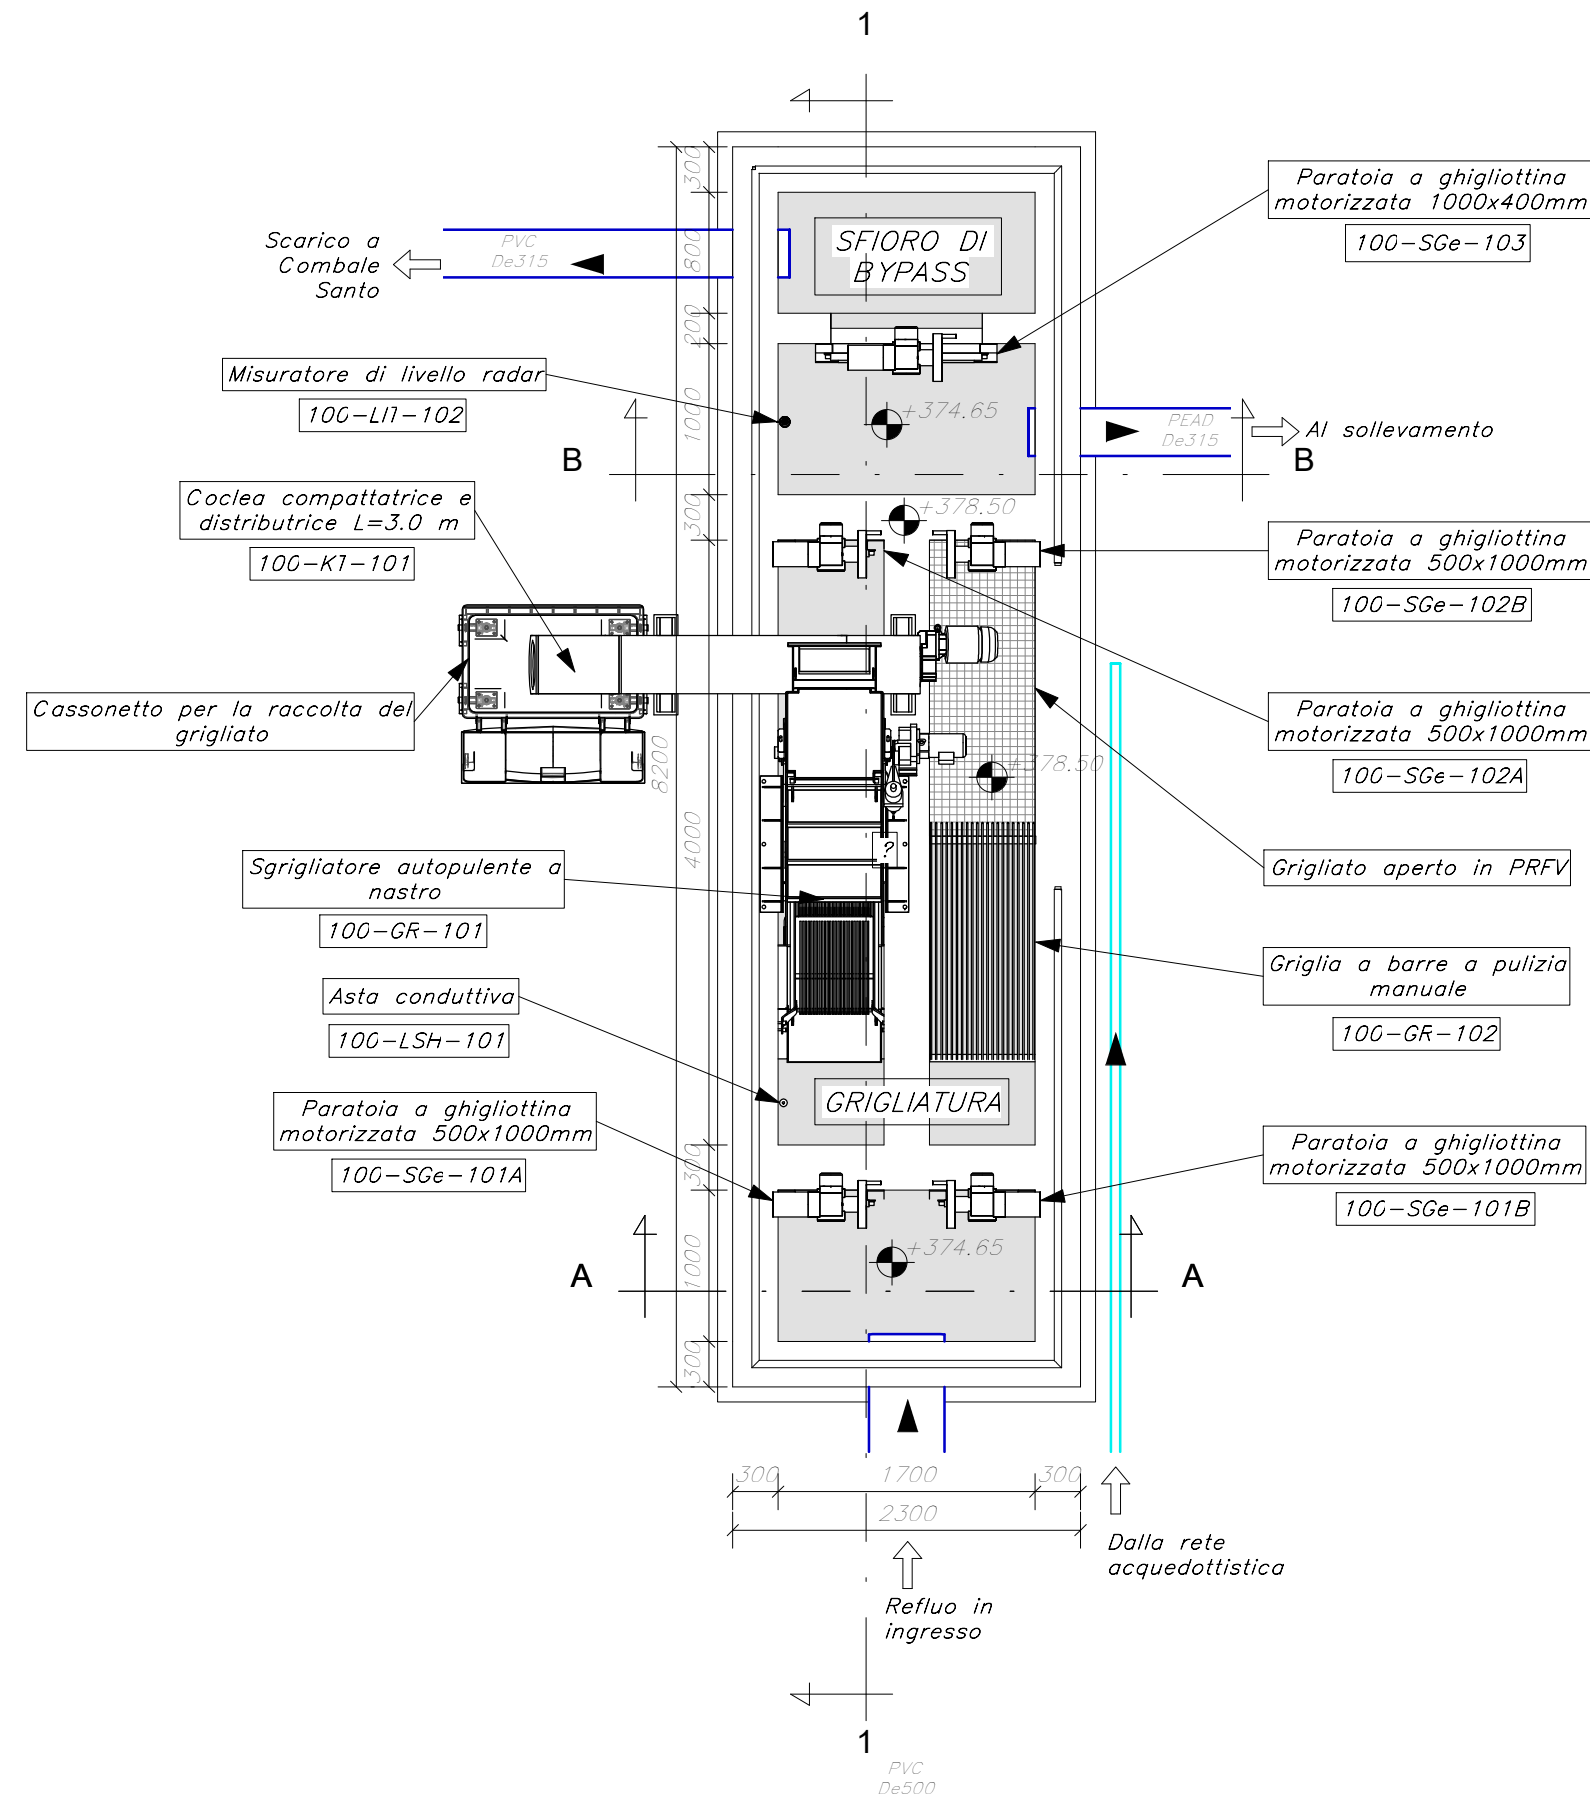 1
Paratoia a ghigliottina
motorizzata 1000x400mm
100-SGe-103
Scarico a
Combale
Santo
PVC
De315
SFIORO DI
BYPASS
300
800
200
1000
300
8200
4000
300
1000
300
Misuratore di livello radar
100-LIT-102
+374.65
PEAD
De315
Al sollevamento
B
B
Coclea compattatrice e
distributrice L=3.0 m
100-KT-101
+378.50
Paratoia a ghigliottina
motorizzata 500x1000mm
100-SGe-102B
Cassonetto per la raccolta del
grigliato
Paratoia a ghigliottina
motorizzata 500x1000mm
100-SGe-102A
+378.50
?
Sgrigliatore autopulente a
nastro
100-GR-101
Grigliato aperto in PRFV
Griglia a barre a pulizia
manuale
100-GR-102
Asta conduttiva
100-LSH-101
GRIGLIATURA
Paratoia a ghigliottina
motorizzata 500x1000mm
100-SGe-101A
Paratoia a ghigliottina
motorizzata 500x1000mm
100-SGe-101B
+374.65
A
A
300
1700
300
2300
Dalla rete
acquedottistica
Refluo in
ingresso
1
PVC
De500